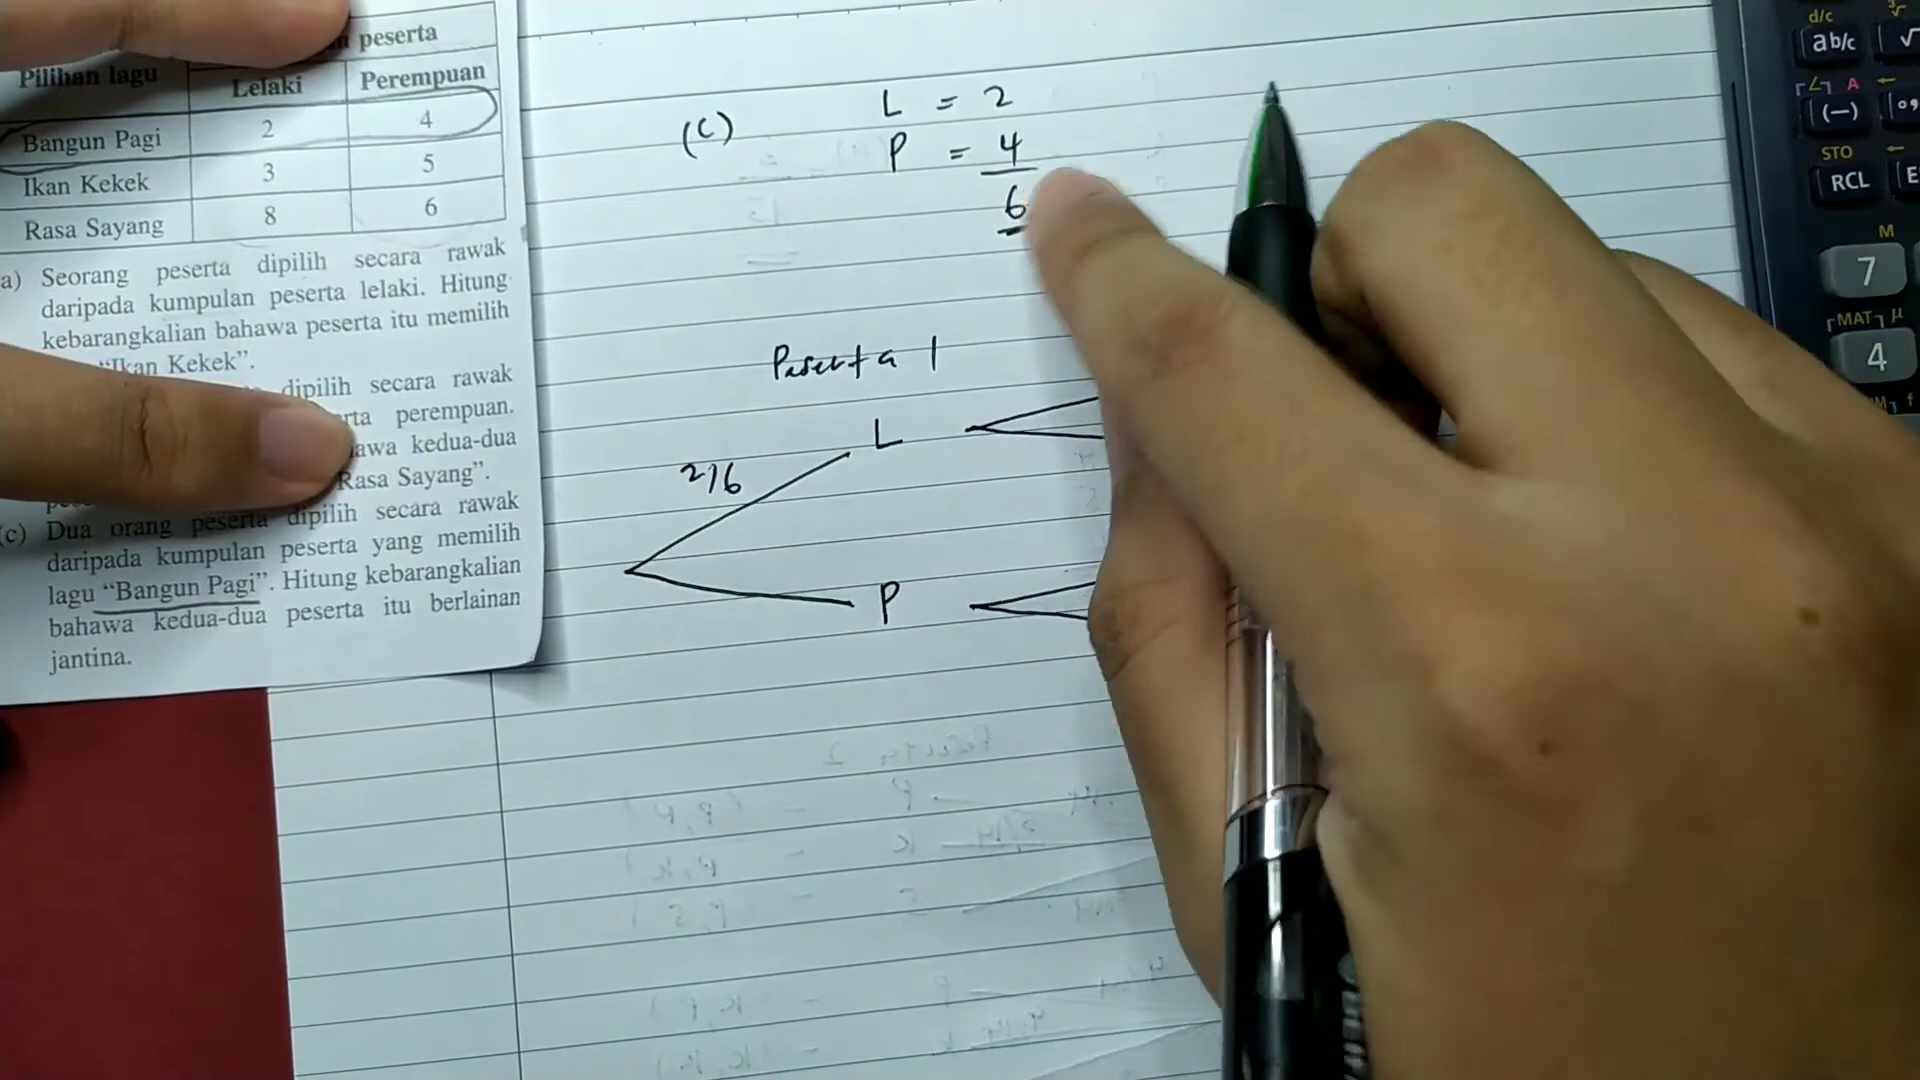 peserta
Pilihan lagu
Lelaki
Perempuan
Bangun Pagi
2
4
Ikan Kekek
3
5
Rasa Sayang
8
6
a) Seorang peserta dipilih secara rawak
daripada kumpulan peserta lelaki. Hitung
kebarangkalian bahawa peserta itu memilih
“Ikan Kekek”.
dipilih secara rawak
perempuan.
kedua-dua
Rasa Sayang”.
(c) Dua orang peserta dipilih secara rawak
daripada kumpulan peserta yang memilih
lagu “Bangun Pagi”. Hitung kebarangkalian
bahawa kedua-dua peserta itu berlainan
jantina.
(c)
L = 2
P = 4
6
Peserta 1
L
2/6
P
d/c
ab/c
√
A
(−)
STO
RCL
M
7
MAT
μ
4